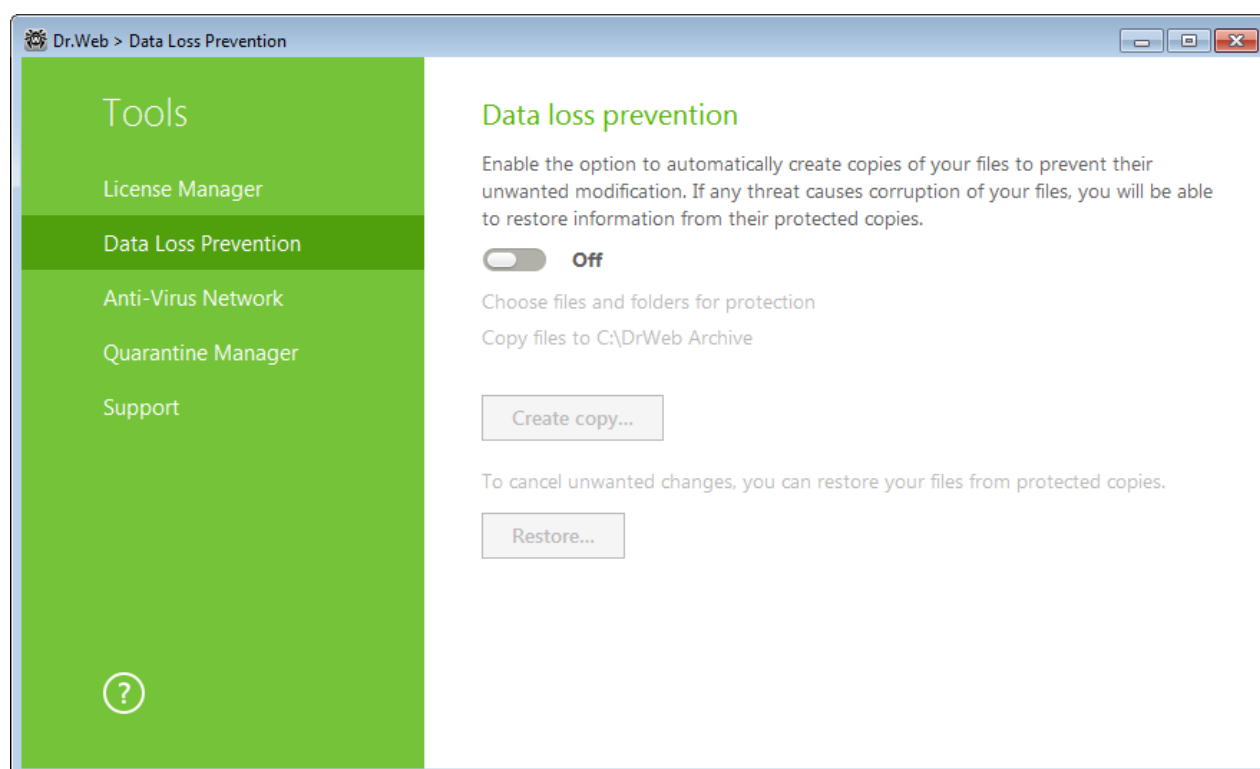 Dr.Web > Data Loss Prevention
Tools
License Manager
Data Loss Prevention
Anti-Virus Network
Quarantine Manager
Support
?
Data loss prevention
Enable the option to automatically create copies of your files to prevent their
unwanted modification. If any threat causes corruption of your files, you will be able
to restore information from their protected copies.
Off
Choose files and folders for protection
Copy files to C:\DrWeb Archive
Create copy...
To cancel unwanted changes, you can restore your files from protected copies.
Restore...